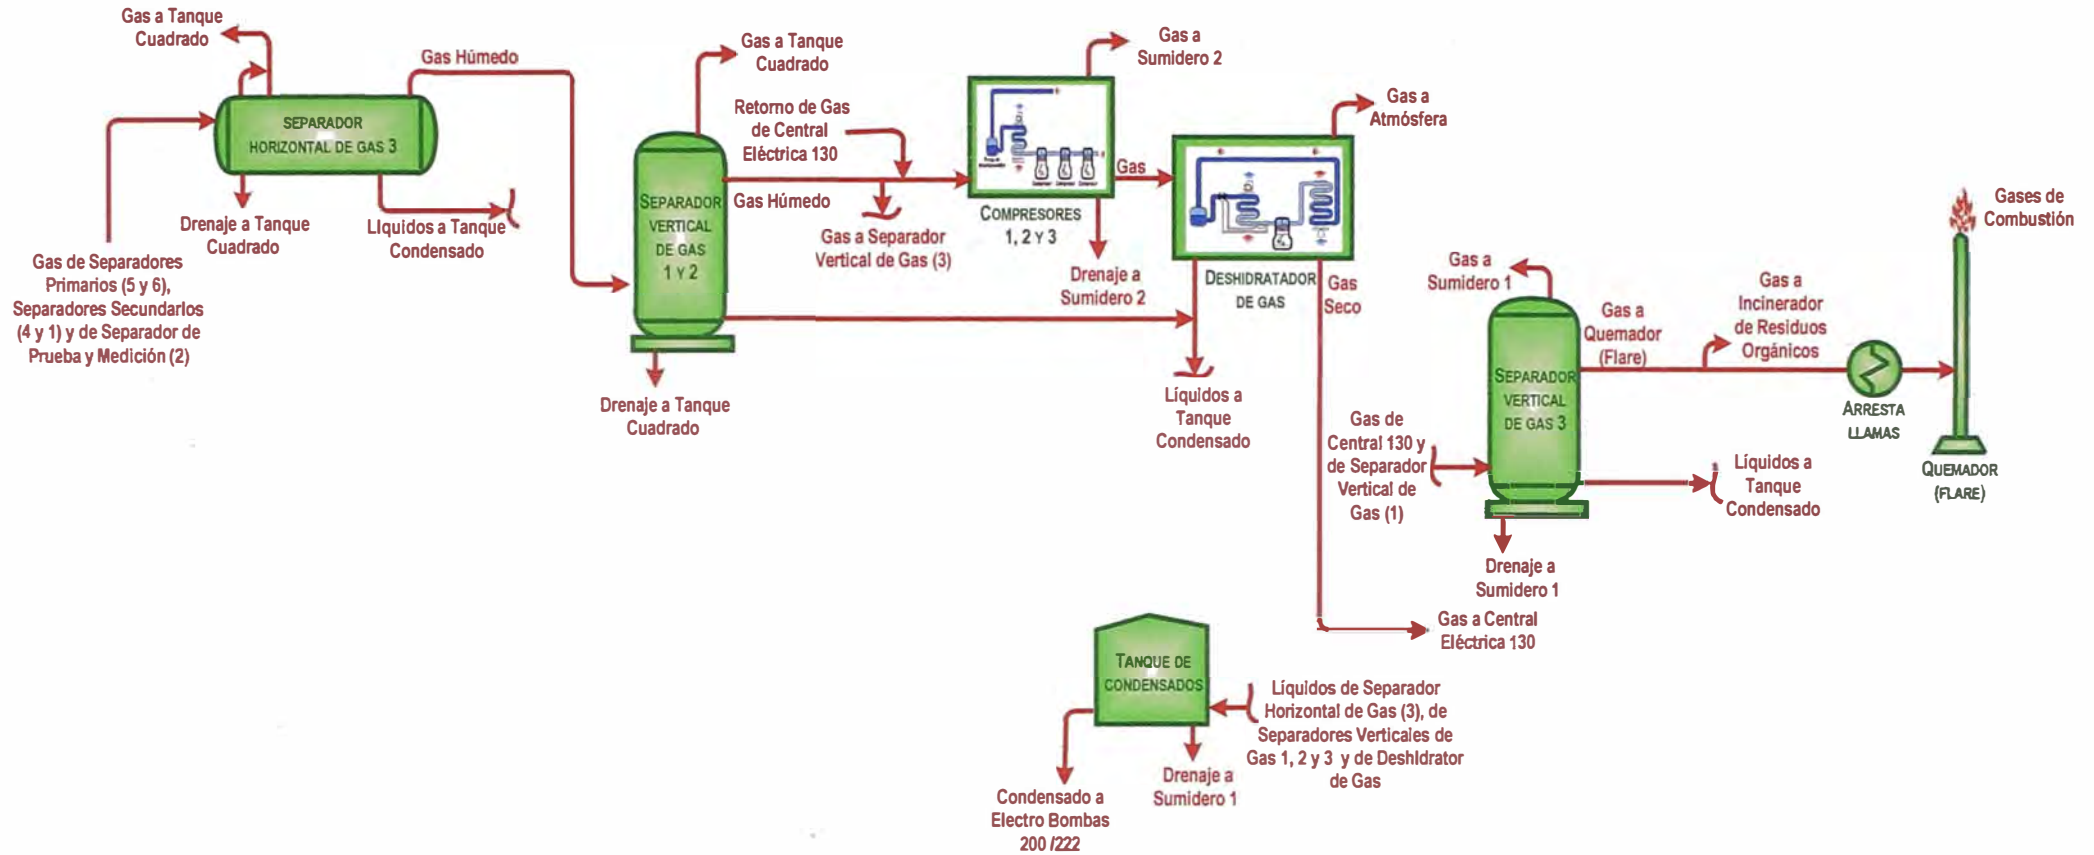 Gas a Tanque
Cuadrado
Gas Húmedo
SEPARADOR
HORIZONTAL DE GAS 3
Drenaje a Tanque
Cuadrado
Líquidos a Tanque
Condensado
Gas de Separadores
Primarios (5 y 6),
Separadores Secundarios
(4 y 1) y de Separador de
Prueba y Medición (2)
Gas a Tanque
Cuadrado
Retorno de Gas
de Central
Eléctrica 130
SEPARADOR
VERTICAL
DE GAS
1 Y 2
Gas Húmedo
Gas a Separador
Vertical de Gas (3)
Drenaje a Tanque
Cuadrado
Gas a
Sumidero 2
COMPRESORES
1, 2 Y 3
Gas
Drenaje a
Sumidero 2
Gas a
Atmósfera
DESHIDRATADOR
DE GAS
Gas
Seco
Líquidos a
Tanque
Condensado
Gas a
Sumidero 1
Gas a
Quemador
(Flare)
Gas a
Incinerador
de Residuos
Orgánicos
Gases de
Combustión
SEPARADOR
VERTICAL
DE GAS 3
ARRESTA
LLAMAS
QUEMADOR
(FLARE)
Gas de
Central 130 y
de Separador
Vertical de
Gas (1)
Líquidos a
Tanque
Condensado
Drenaje a
Sumidero 1
Gas a Central
Eléctrica 130
TANQUE DE
CONDENSADOS
Líquidos de Separador
Horizontal de Gas (3), de
Separadores Verticales de
Gas 1, 2 y 3 y de Deshidrator
de Gas
Drenaje a
Sumidero 1
Condensado a
Electro Bombas
200 /222